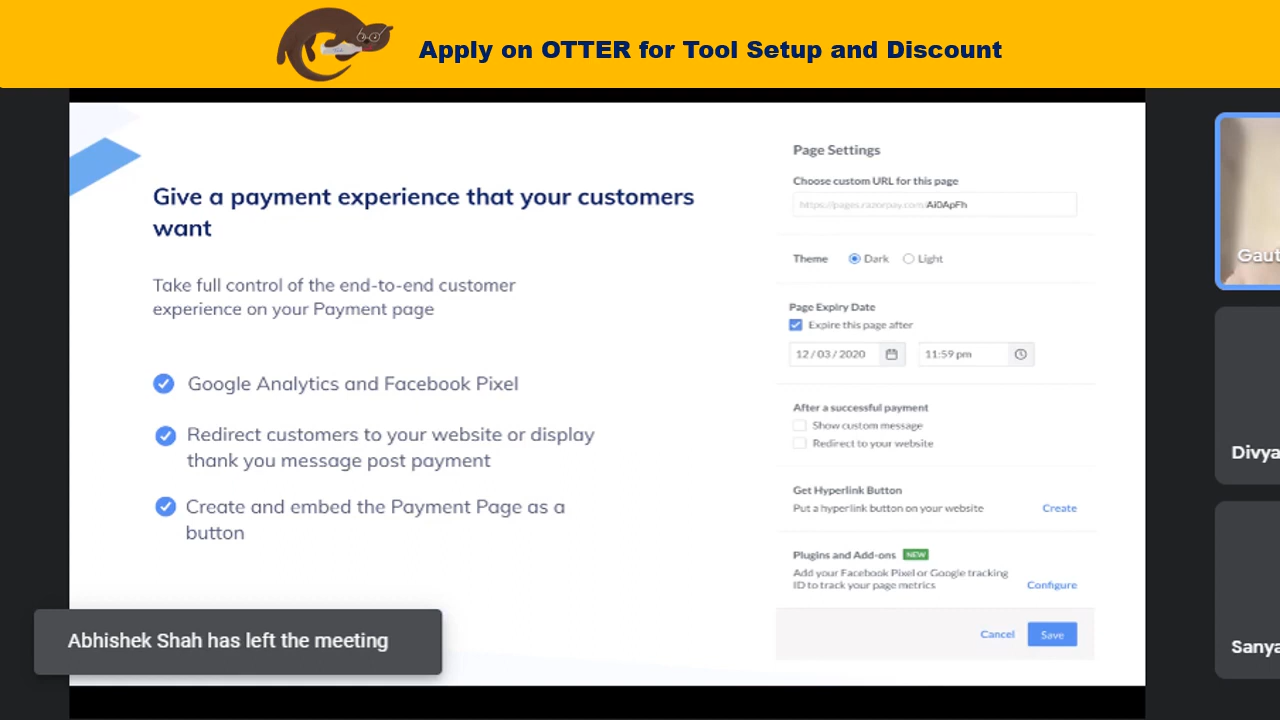 Apply on OTTER for Tool Setup and Discount
Give a payment experience that your customers
want
Take full control of the end-to-end customer
experience on your Payment page
Google Analytics and Facebook Pixel
Redirect customers to your website or display
thank you message post payment
Create and embed the Payment Page as a
button
Page Settings
Choose custom URL for this page
https://pages.razorpay.com/Ai0ApFh
Theme Dark Light
Page Expiry Date
Expire this page after
12 / 03 / 2020 11:59 pm
After a successful payment
Show custom message
Redirect to your website
Get Hyperlink Button
Put a hyperlink button on your website Create
Plugins and Add-ons NEW
Add your Facebook Pixel or Google tracking
ID to track your page metrics Configure
Cancel Save
Abhishek Shah has left the meeting
Gaut
Divya
Sanya